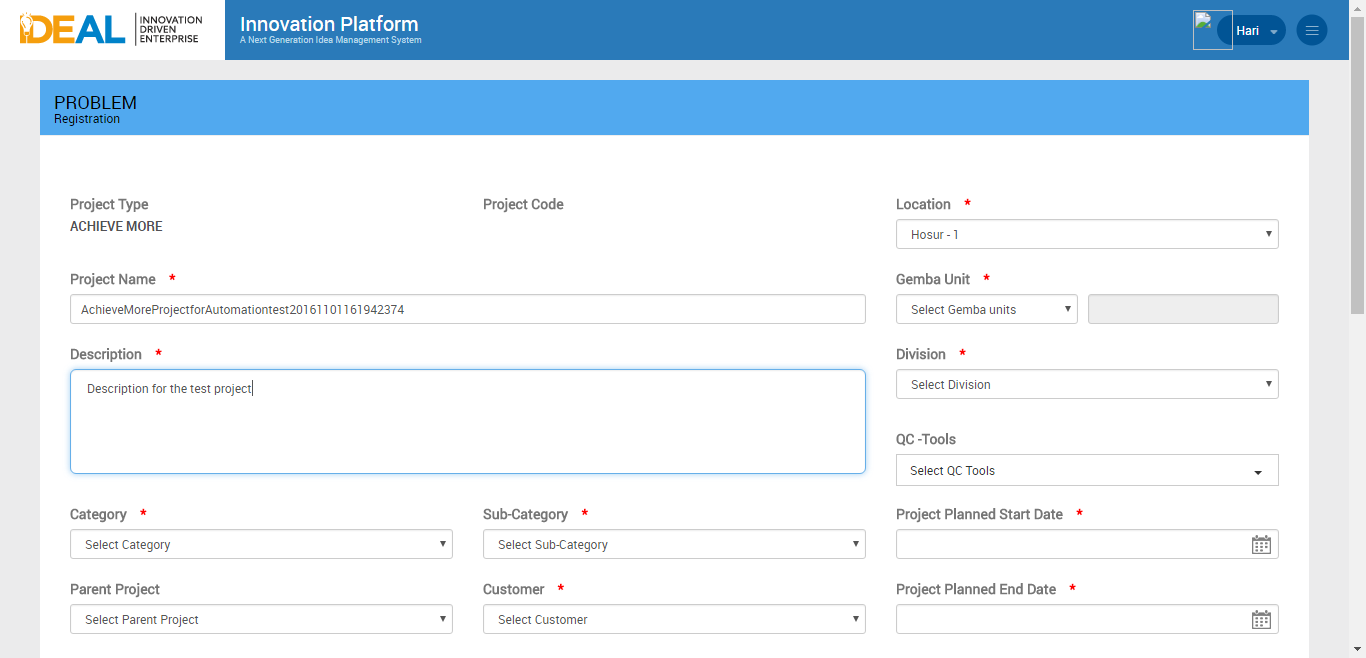 IDEAL
INNOVATION
DRIVEN
ENTERPRISE
Innovation Platform
A Next Generation Idea Management System
Hari
PROBLEM
Registration
Project Type
ACHIEVE MORE
Project Code
Location *
Hosur - 1
Project Name *
AchieveMoreProjectforAutomationtest20161101161942374
Gemba Unit *
Select Gemba units
Description *
Description for the test project
Division *
Select Division
QC -Tools
Select QC Tools
Category *
Select Category
Sub-Category *
Select Sub-Category
Project Planned Start Date *
Parent Project
Select Parent Project
Customer *
Select Customer
Project Planned End Date *